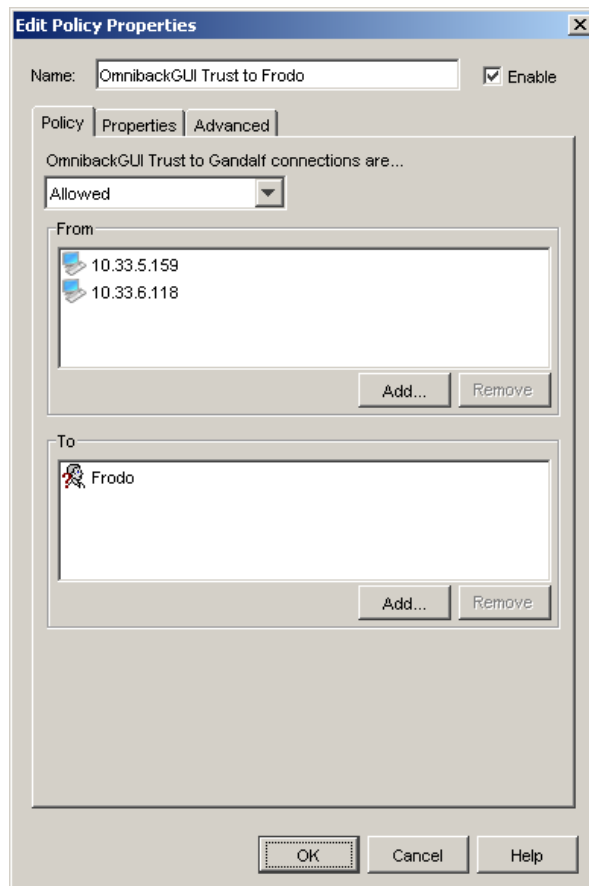 Edit Policy Properties
Name: OmnibackGUI Trust to Frodo Enable
Policy Properties Advanced
OmnibackGUI Trust to Gandalf connections are...
Allowed
From
10.33.5.159
10.33.6.118
Add... Remove
To
Frodo
Add... Remove
OK Cancel Help